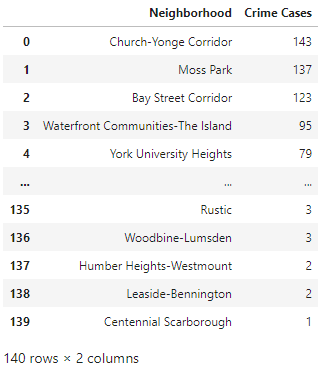 Neighborhood Crime Cases
0 Church-Yonge Corridor 143
1 Moss Park 137
2 Bay Street Corridor 123
3 Waterfront Communities-The Island 95
4 York University Heights 79
... ... ...
135 Rustic 3
136 Woodbine-Lumsden 3
137 Humber Heights-Westmount 2
138 Leaside-Bennington 2
139 Centennial Scarborough 1
140 rows × 2 columns